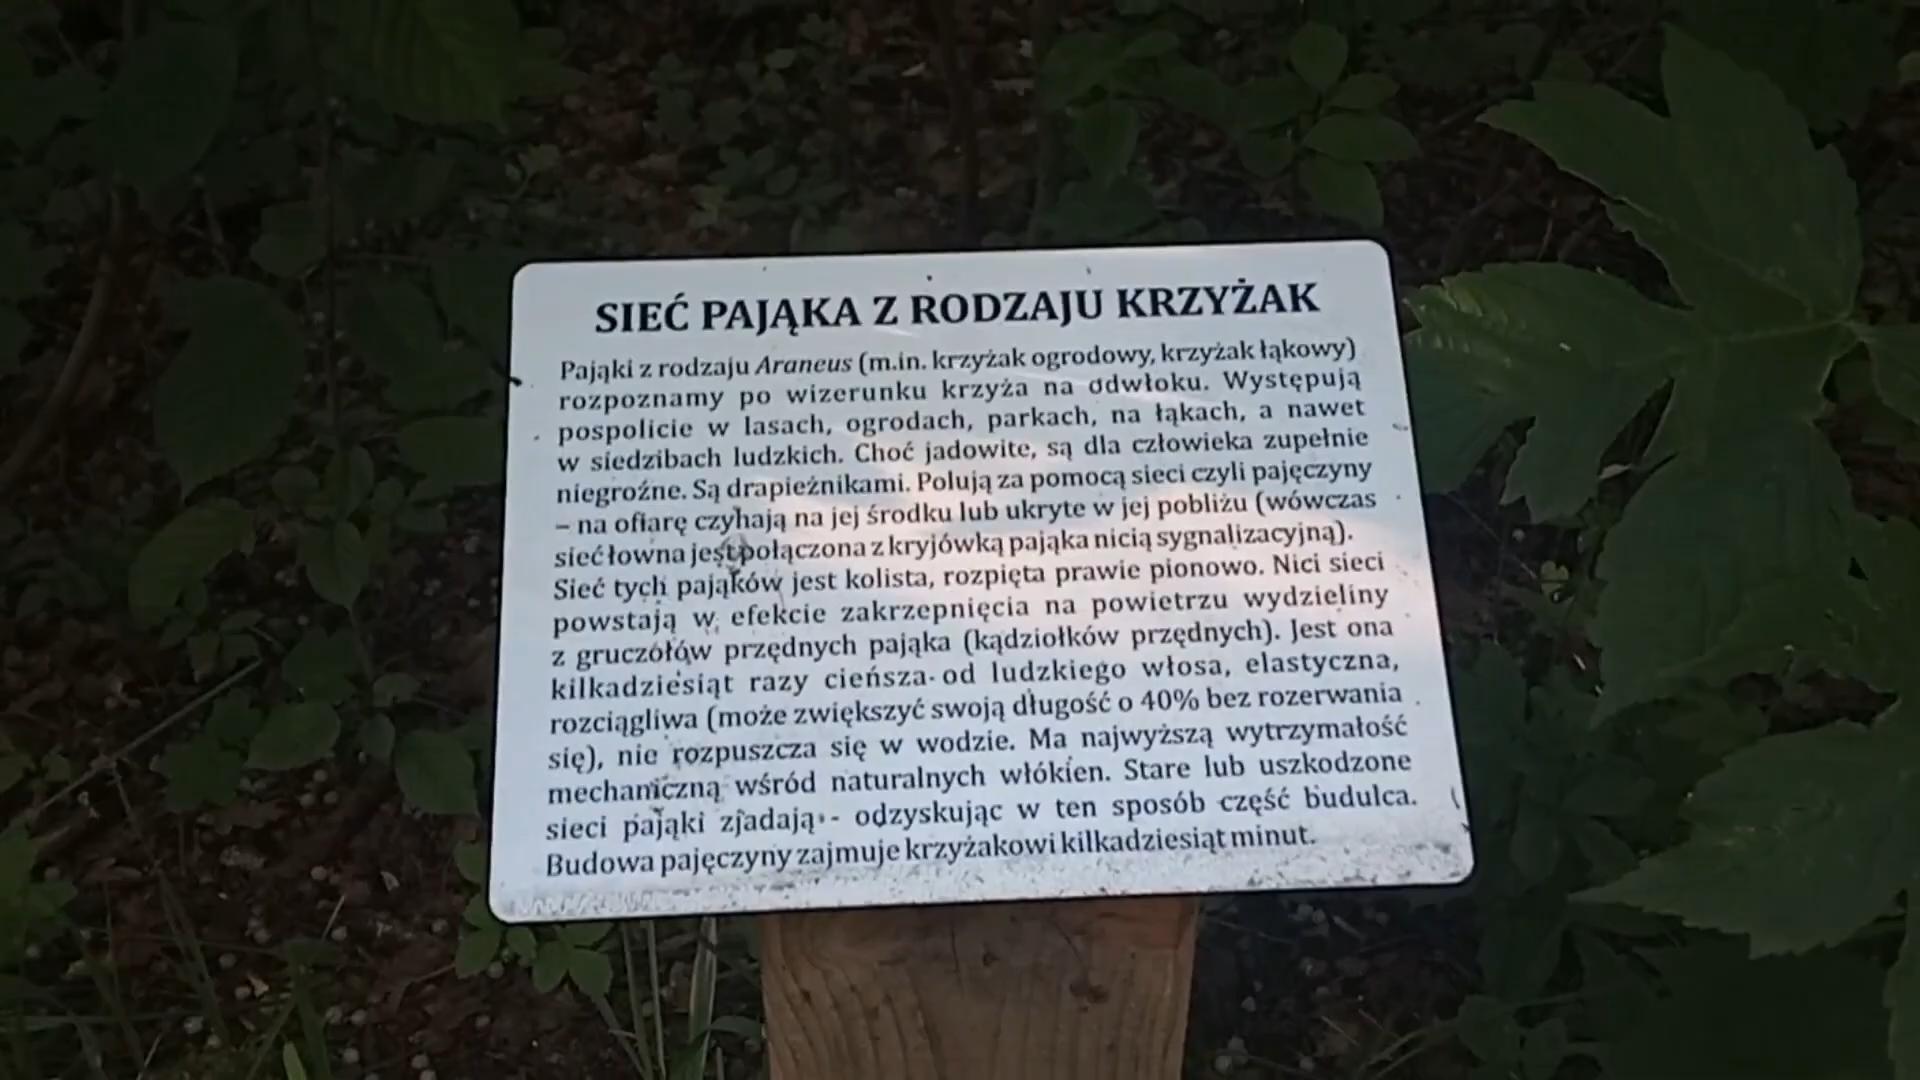 SIEĆ PAJĄKA Z RODZAJU KRZYŻAK
Pająki z rodzaju Araneus (m.in. krzyżak ogrodowy, krzyżak łąkowy)
rozpoznamy po wizerunku krzyża na odwłoku. Występują
pospolicie w lasach, ogrodach, parkach, na łąkach, a nawet
w siedzibach ludzkich. Choć jadowite, są dla człowieka zupełnie
niegroźne. Są drapieżnikami. Polują za pomocą sieci czyli pajęczyny
– na ofiarę czyhają na jej środku lub ukryte w jej pobliżu (wówczas
sieć łowna jest połączona z kryjówką pająka nicią sygnalizacyjną).
Sieć tych pająków jest kolista, rozpięta prawie pionowo. Nici sieci
powstają w efekcie zakrzepnięcia na powietrzu wydzieliny
z gruczołów przędnych pająka (kądziołków przędnych). Jest ona
kilkadziesiąt razy cieńsza od ludzkiego włosa, elastyczna,
rozciągliwa (może zwiększyć swoją długość o 40% bez rozerwania
się), nie rozpuszcza się w wodzie. Ma najwyższą wytrzymałość
mechaniczną wśród naturalnych włókien. Stare lub uszkodzone
sieci pająki zjadają - odzyskując w ten sposób część budulca.
Budowa pajęczyny zajmuje krzyżakowi kilkadziesiąt minut.